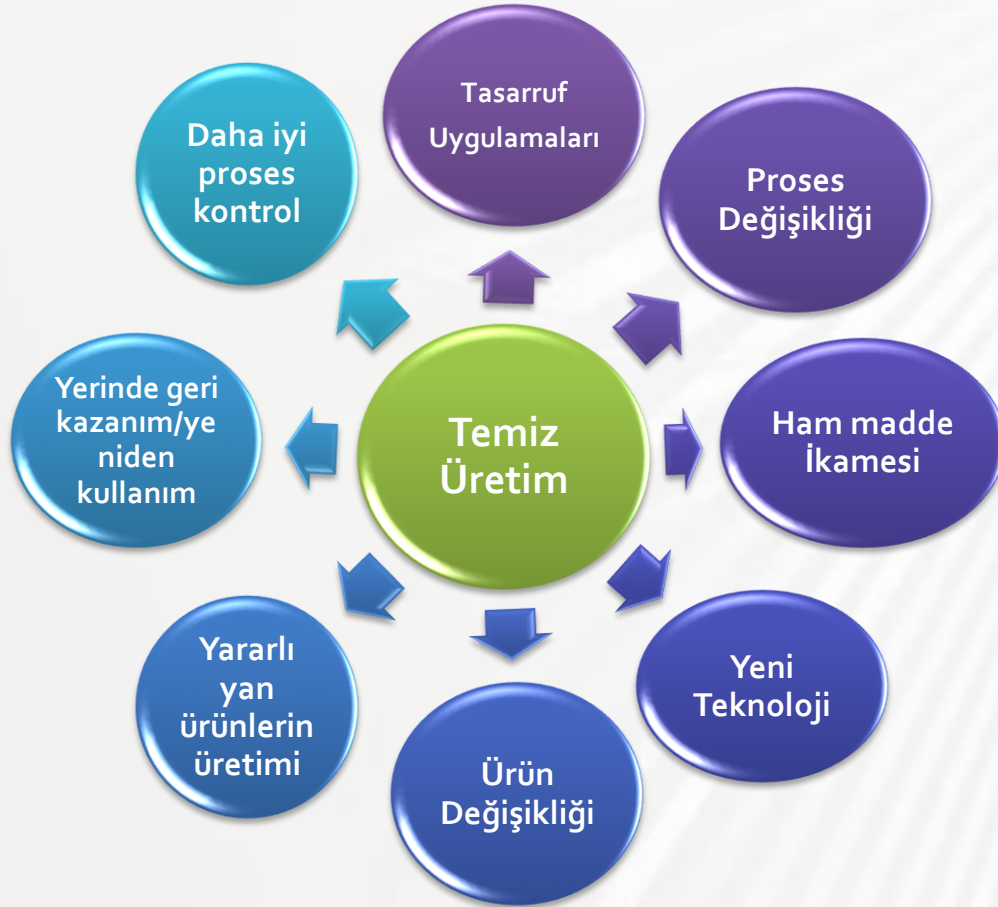 Tasarruf
Uygulamaları
Daha iyi
proses
kontrol
Proses
Değişikliği
Yerinde geri
kazanım/ye
niden
kullanım
Temiz
Üretim
Ham madde
İkamesi
Yararlı
yan
ürünlerin
üretimi
Yeni
Teknoloji
Ürün
Değişikliği